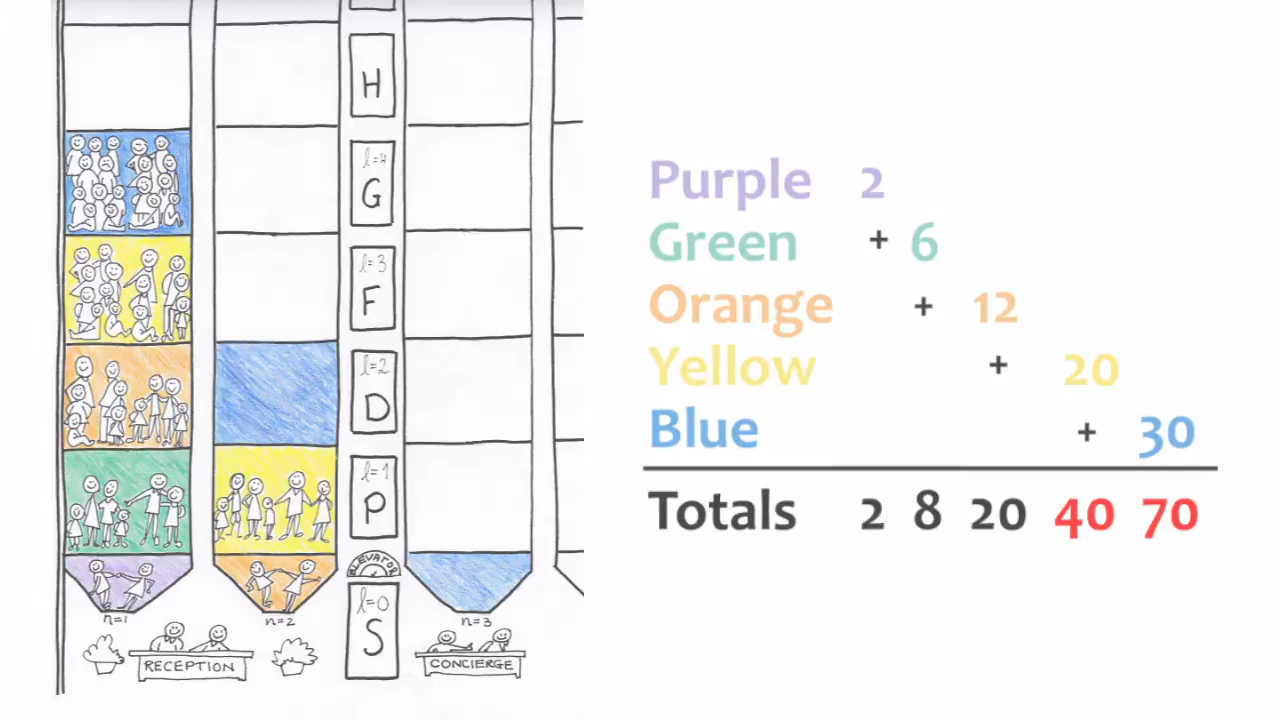 H
l=4
G
l=3
F
l=2
D
l=1
P
ELEVATOR
l=0
S
n=1
n=2
n=3
RECEPTION
CONCIERGE
Purple 2
Green + 6
Orange + 12
Yellow + 20
Blue + 30
Totals 2 8 20 40 70